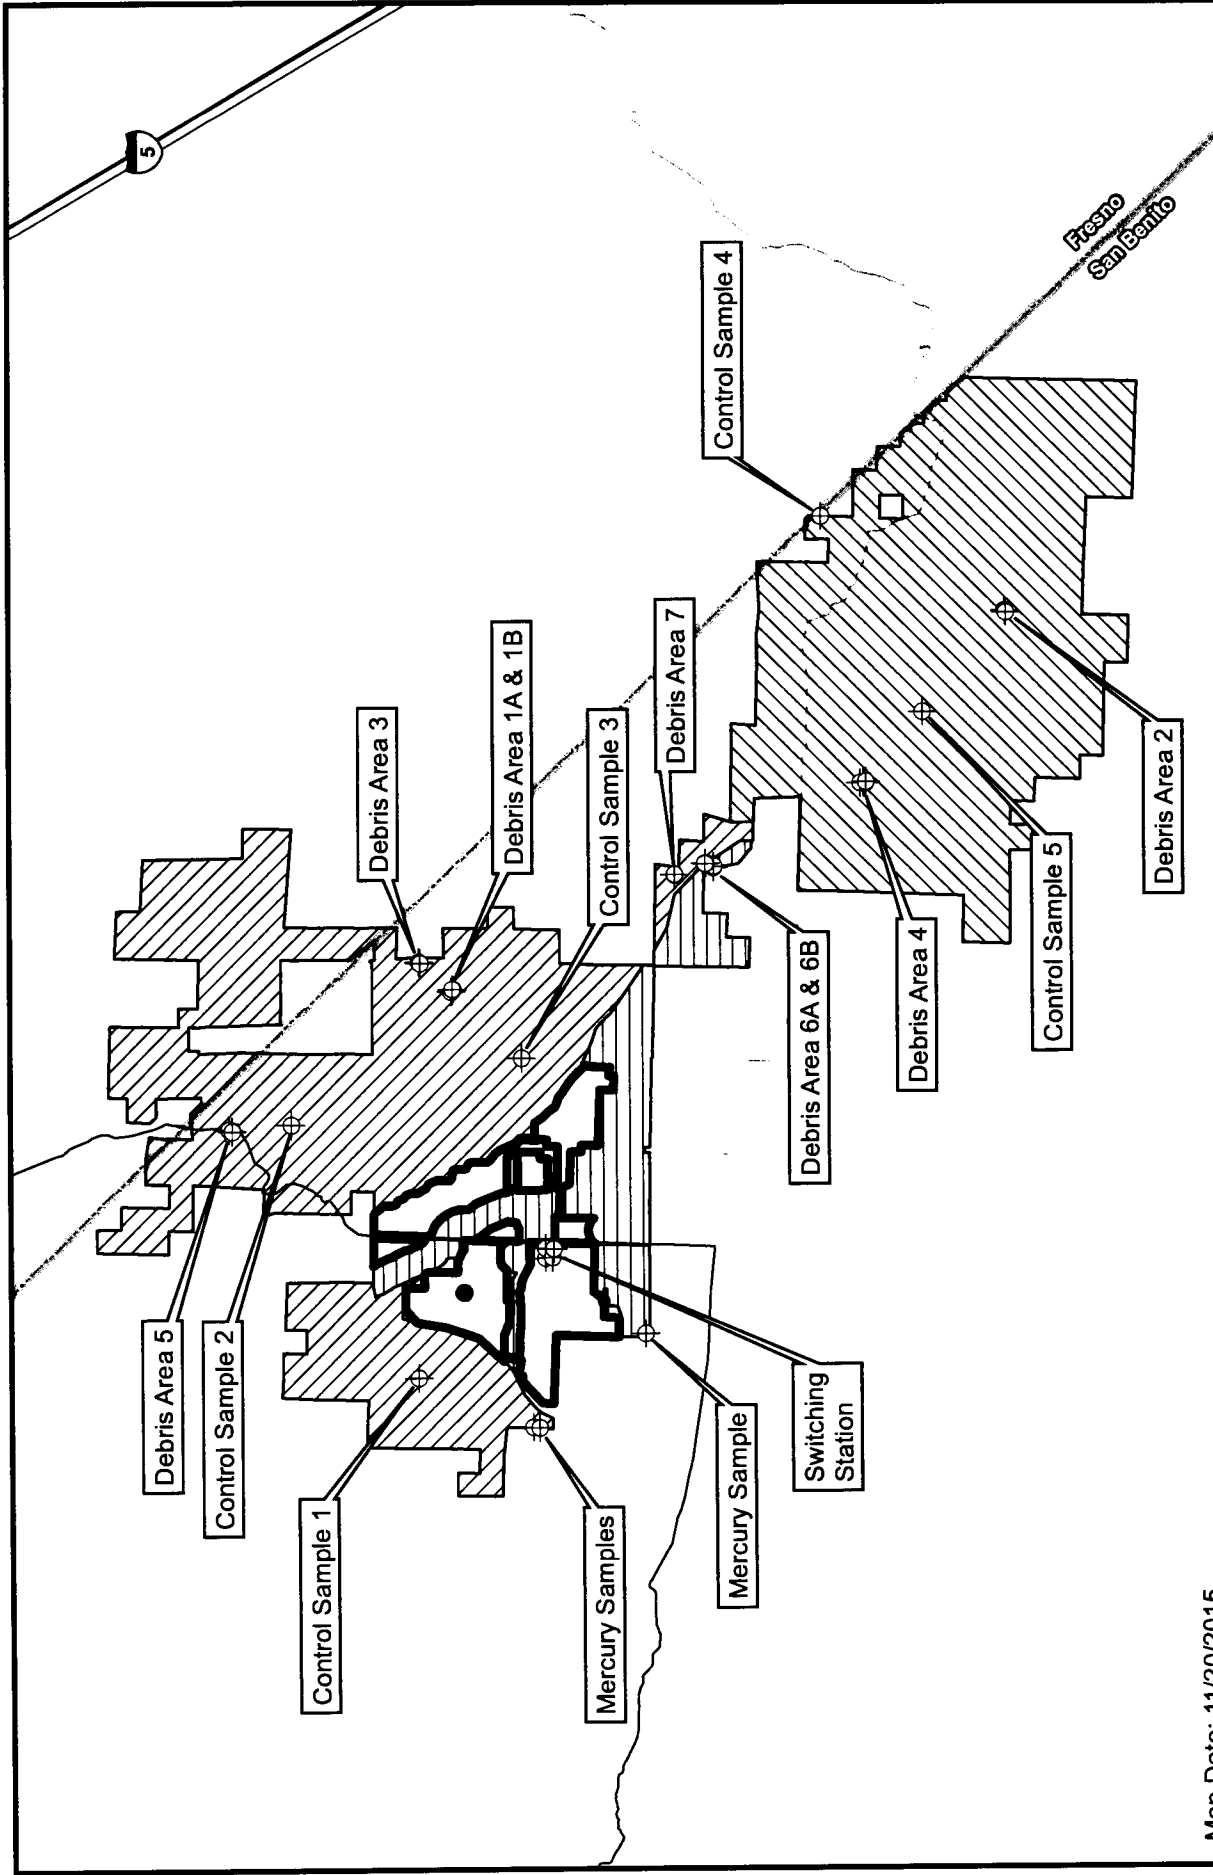 5
Fresno
San Benito
Control Sample 4
Debris Area 7
Debris Area 1A & 1B
Debris Area 3
Control Sample 3
Debris Area 2
Control Sample 5
Debris Area 4
Debris Area 6A & 6B
Debris Area 5
Control Sample 2
Control Sample 1
Mercury Samples
Mercury Sample
Switching
Station
Map Date: 11/20/2015